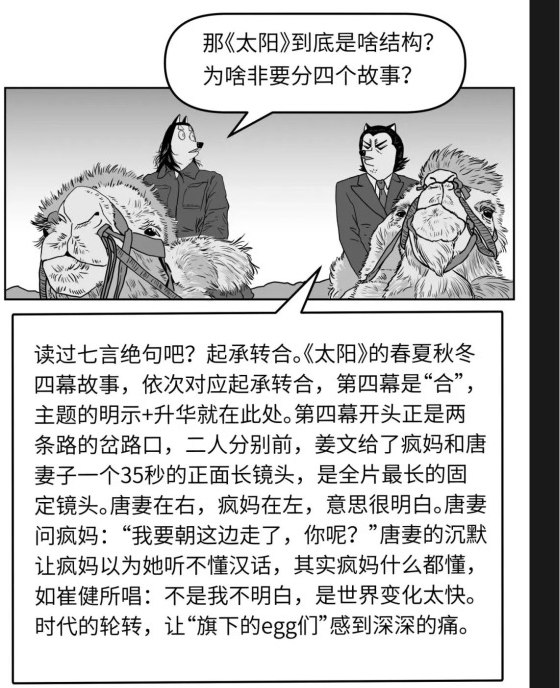 那《太阳》到底是啥结构？
为啥非要分四个故事？
读过七言绝句吧？起承转合。《太阳》的春夏秋冬
四幕故事，依次对应起承转合，第四幕是“合”，
主题的明示+升华就在此处。第四幕开头正是两
条路的岔路口，二人分别前，姜文给了疯妈和唐
妻子一个35秒的正面长镜头，是全片最长的固
定镜头。唐妻在右，疯妈在左，意思很明白。唐妻
问疯妈：“我要朝这边走了，你呢？”唐妻的沉默
让疯妈以为她听不懂汉话，其实疯妈什么都懂，
如崔健所唱：不是我不明白，是世界变化太快。
时代的轮转，让“旗下的egg们”感到深深的痛。